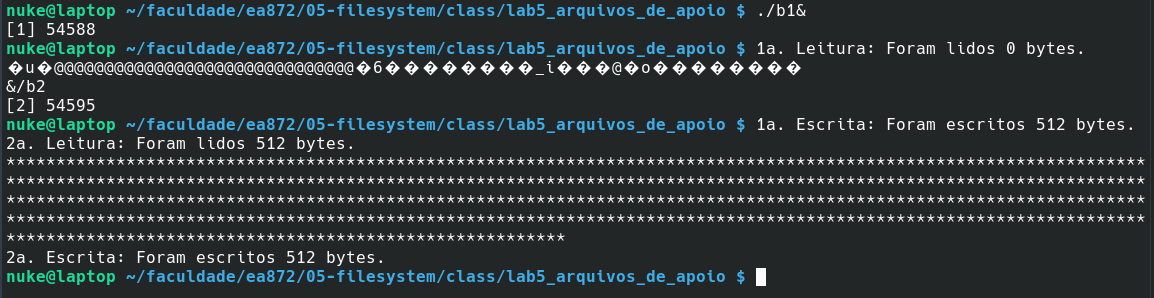 nuke@laptop ~/faculdade/ea872/05-filesystem/class/lab5_arquivos_de_apoio $ ./b1&
[1] 54588
nuke@laptop ~/faculdade/ea872/05-filesystem/class/lab5_arquivos_de_apoio $ 1a. Leitura: Foram lidos 0 bytes.
�u�@@@@@@@@@@@@@@@@@@@@@@@@@@@@@@�6��������_i���@�o��������
&/b2
[2] 54595
nuke@laptop ~/faculdade/ea872/05-filesystem/class/lab5_arquivos_de_apoio $ 1a. Escrita: Foram escritos 512 bytes.
2a. Leitura: Foram lidos 512 bytes.
******************************************************************************************************************
******************************************************************************************************************
******************************************************************************************************************
******************************************************************************************************************
********************************************************
2a. Escrita: Foram escritos 512 bytes.
nuke@laptop ~/faculdade/ea872/05-filesystem/class/lab5_arquivos_de_apoio $